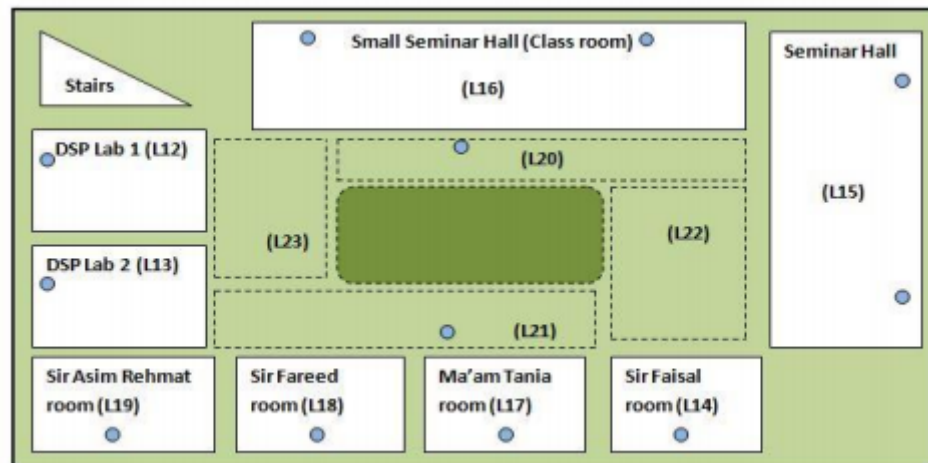 Small Seminar Hall (Class room)
(L16)
Stairs
Seminar Hall
(L15)
DSP Lab 1 (L12)
(L20)
(L23)
(L22)
DSP Lab 2 (L13)
(L21)
Sir Asim Rehmat
room (L19)
Sir Fareed
room (L18)
Ma'am Tania
room (L17)
Sir Faisal
room (L14)